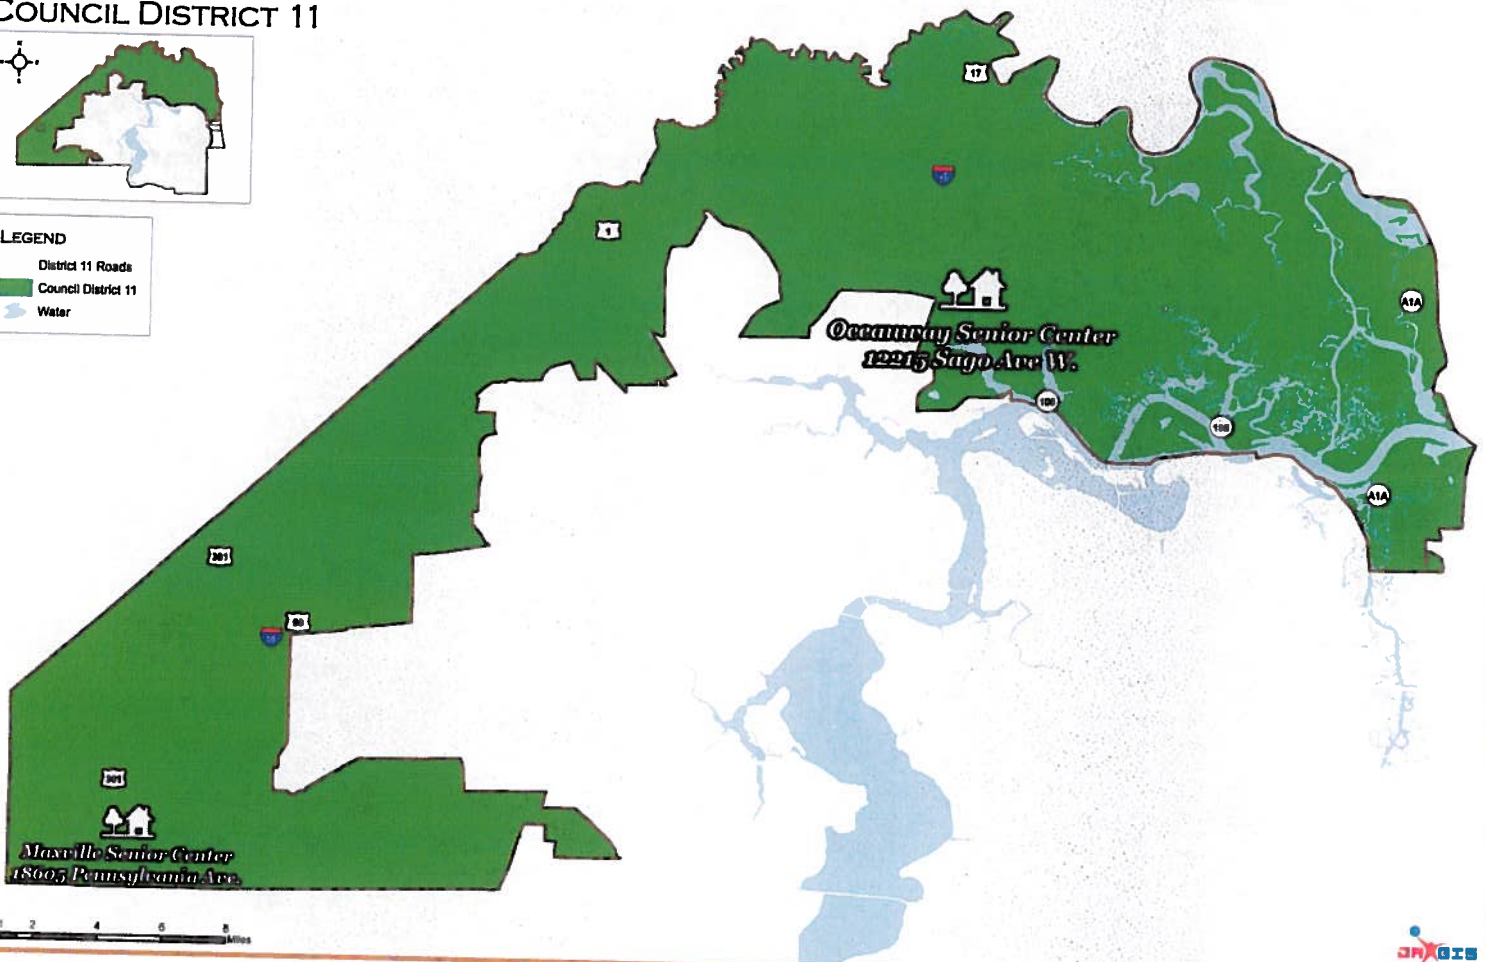 COUNCIL DISTRICT 11
N
S
LEGEND
District 11 Roads
Council District 11
Water
17
1
A1A
Oceanway Senior Center
12215 Sago Ave W.
105
105
A1A
301
90
10
301
Maxville Senior Center
18605 Pennsylvania Ave.
2 4 6 8
Miles
JAXGIS